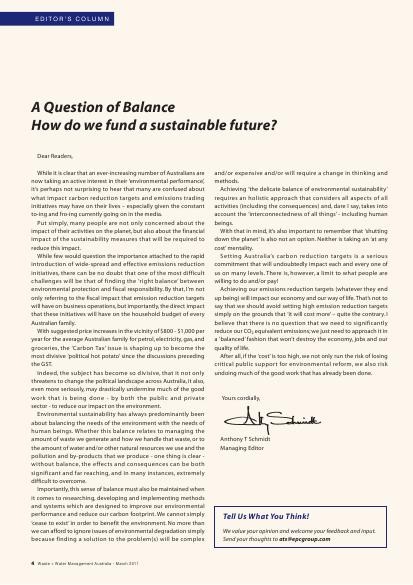 EDITOR'S COLUMN
A Question of Balance
How do we fund a sustainable future?
Dear Readers,
While it is clear that an ever-increasing number of Australians are
now taking an active interest in their 'environmental performance',
it's perhaps not surprising to hear that many are confused about
what impact carbon reduction targets and emissions trading
initiatives may have on their lives – especially given the constant
to-ing and fro-ing currently going on in the media.
Put simply, many people are not only concerned about the
impact of their activities on the planet, but also about the financial
impact of the sustainability measures that will be required to
reduce this impact.
While few would question the importance attached to the rapid
introduction of wide-spread and effective emissions reduction
initiatives, there can be no doubt that one of the most difficult
challenges will be that of finding the 'right balance' between
environmental protection and fiscal responsibility. By that, I'm not
only referring to the fiscal impact that emission reduction targets
will have on business operations, but importantly, the direct impact
that these initiatives will have on the household budget of every
Australian family.
With suggested price increases in the vicinity of $800 - $1,000 per
year for the average Australian family for petrol, electricity, gas, and
groceries, the 'Carbon Tax' issue is shaping up to become the
most divisive 'political hot potato' since the discussions preceding
the GST.
Indeed, the subject has become so divisive, that it not only
threatens to change the political landscape across Australia, it also,
even more seriously, may drastically undermine much of the good
work that is being done - by both the public and private
sector - to reduce our impact on the environment.
Environmental sustainability has always predominantly been
about balancing the needs of the environment with the needs of
human beings. Whether this balance relates to managing the
amount of waste we generate and how we handle that waste, or to
the amount of water and/or other natural resources we use and the
pollution and by-products that we produce - one thing is clear -
without balance, the effects and consequences can be both
significant and far reaching, and in many instances, extremely
difficult to overcome.
Importantly, this sense of balance must also be maintained when
it comes to researching, developing and implementing methods
and systems which are designed to improve our environmental
performance and reduce our carbon footprint. We cannot simply
'cease to exist' in order to benefit the environment. No more than
we can afford to ignore issues of environmental degradation simply
because finding a solution to the problem(s) will be complex
and/or expensive and/or will require a change in thinking and
methods.
Achieving 'the delicate balance of environmental sustainability'
requires an holistic approach that considers all aspects of all
activities (including the consequences) and, dare I say, takes into
account the 'interconnectedness of all things' - including human
beings.
With that in mind, it's also important to remember that 'shutting
down the planet' is also not an option. Neither is taking an 'at any
cost' mentality.
Setting Australia's carbon reduction targets is a serious
commitment that will undoubtedly impact each and every one of
us on many levels. There is, however, a limit to what people are
willing to do and/or pay!
Achieving our emissions reduction targets (whatever they end
up being) will impact our economy and our way of life. That's not to
say that we should avoid setting high emission reduction targets
simply on the grounds that 'it will cost more' – quite the contrary. I
believe that there is no question that we need to significantly
reduce our CO2 equivalent emissions; we just need to approach it in
a 'balanced' fashion that won't destroy the economy, jobs and our
quality of life.
After all, if the 'cost' is too high, we not only run the risk of losing
critical public support for environmental reform, we also risk
undoing much of the good work that has already been done.
Yours cordially,
Anthony T Schmidt
Managing Editor
Tell Us What You Think!
We value your opinion and welcome your feedback and input.
Send your thoughts to ats@epcgroup.com
4 Waste + Water Management Australia - March 2011